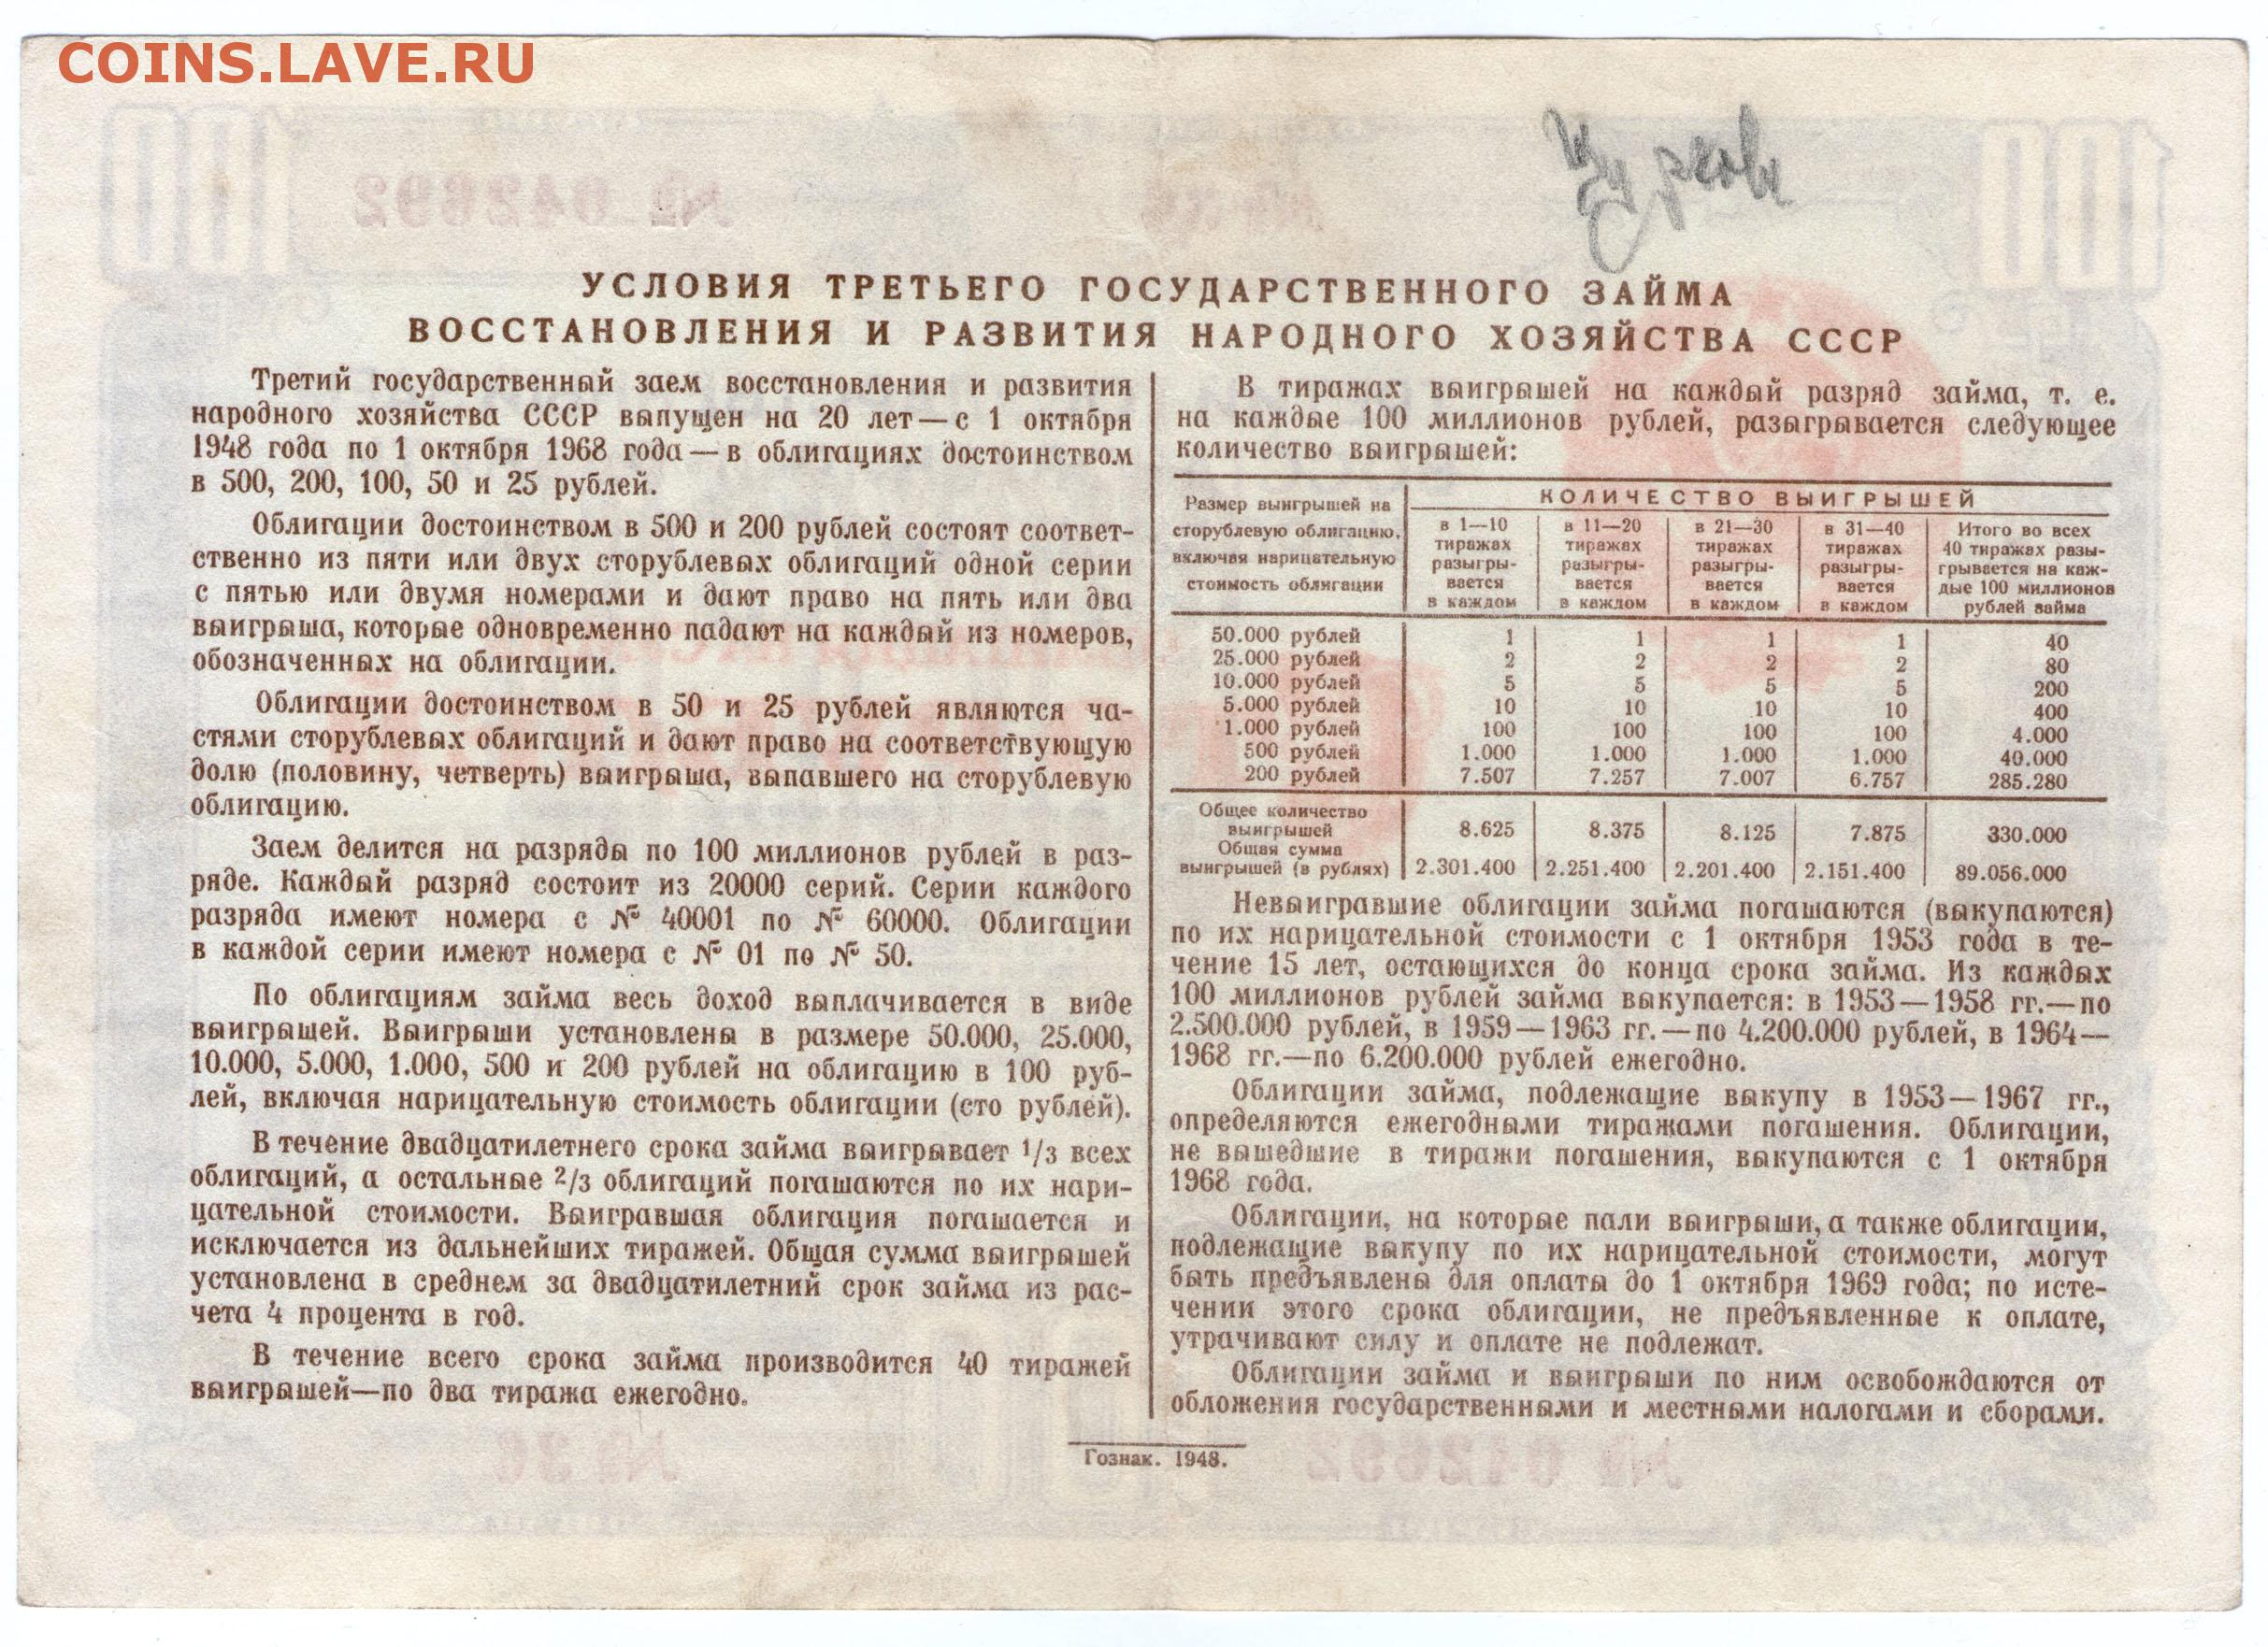 COINS.LAVE.RU
УСЛОВИЯ ТРЕТЬЕГО ГОСУДАРСТВЕННОГО ЗАЙМА
ВОССТАНОВЛЕНИЯ И РАЗВИТИЯ НАРОДНОГО ХОЗЯЙСТВА СССР
Третий государственный заем восстановления и развития
народного хозяйства СССР выпущен на 20 лет — с 1 октября
1948 года по 1 октября 1968 года — в облигациях достоинством
в 500, 200, 100, 50 и 25 рублей.
Облигации достоинством в 500 и 200 рублей состоят соответ-
ственно из пяти или двух сторублевых облигаций одной серии
с пятью или двумя номерами и дают право на пять или два
выигрыша, которые одновременно падают на каждый из номеров,
обозначенных на облигации.
Облигации достоинством в 50 и 25 рублей являются ча-
стями сторублевых облигаций и дают право на соответствующую
долю (половину, четверть) выигрыша, выпавшего на сторублевую
облигацию.
Заем делится на разряды по 100 миллионов рублей в раз-
ряде. Каждый разряд состоит из 20000 серий. Серии каждого
разряда имеют номера с № 40001 по № 60000. Облигации
в каждой серии имеют номера с № 01 по № 50.
По облигациям займа весь доход выплачивается в виде
выигрышей. Выигрыши установлены в размере 50.000, 25.000,
10.000, 5.000, 1.000, 500 и 200 рублей на облигацию в 100 руб-
лей, включая нарицательную стоимость облигации (сто рублей).
В течение двадцатилетнего срока займа выигрывает 1/3 всех
облигаций, а остальные 2/3 облигаций погашаются по их нари-
цательной стоимости. Выигравшая облигация погашается и
исключается из дальнейших тиражей. Общая сумма выигрышей
установлена в среднем за двадцатилетний срок займа из рас-
чета 4 процента в год.
В течение всего срока займа производится 40 тиражей
выигрышей—по два тиража ежегодно.
В тиражах выигрышей на каждый разряд займа, т. е.
на каждые 100 миллионов рублей, разыгрывается следующее
количество выигрышей:
Размер выигрышей на
сторублевую облигацию,
включая нарицательную
стоимость облигации
КОЛИЧЕСТВО ВЫИГРЫШЕЙ
в 1—10
тиражах
разыгры-
вается
в каждом
в 11—20
тиражах
разыгры-
вается
в каждом
в 21—30
тиражах
разыгры-
вается
в каждом
в 31—40
тиражах
разыгры-
вается
в каждом
Итого во всех
40 тиражах разы-
грывается на каж-
дые 100 миллионов
рублей займа
50.000 рублей 1 1 1 1 40
25.000 рублей 2 2 2 2 80
10.000 рублей 5 5 5 5 200
5.000 рублей 10 10 10 10 400
1.000 рублей 100 100 100 100 4.000
500 рублей 1.000 1.000 1.000 1.000 40.000
200 рублей 7.507 7.257 7.007 6.757 285.280
Общее количество
выигрышей 8.625 8.375 8.125 7.875 330.000
Общая сумма
выигрышей (в рублях) 2.301.400 2.251.400 2.201.400 2.151.400 89.056.000
Невыигравшие облигации займа погашаются (выкупаются)
по их нарицательной стоимости с 1 октября 1953 года в те-
чение 15 лет, остающихся до конца срока займа. Из каждых
100 миллионов рублей займа выкупается: в 1953—1958 гг.—по
2.500.000 рублей, в 1959—1963 гг.—по 4.200.000 рублей, в 1964—
1968 гг.—по 6.200.000 рублей ежегодно.
Облигации займа, подлежащие выкупу в 1953—1967 гг.,
определяются ежегодными тиражами погашения. Облигации,
не вышедшие в тиражи погашения, выкупаются с 1 октября
1968 года.
Облигации, на которые пали выигрыши, а также облигации,
подлежащие выкупу по их нарицательной стоимости, могут
быть предъявлены для оплаты до 1 октября 1969 года; по исте-
чении этого срока облигации, не предъявленные к оплате,
утрачивают силу и оплате не подлежат.
Облигации займа и выигрыши по ним освобождаются от
обложения государственными и местными налогами и сборами.
Гознак. 1948.